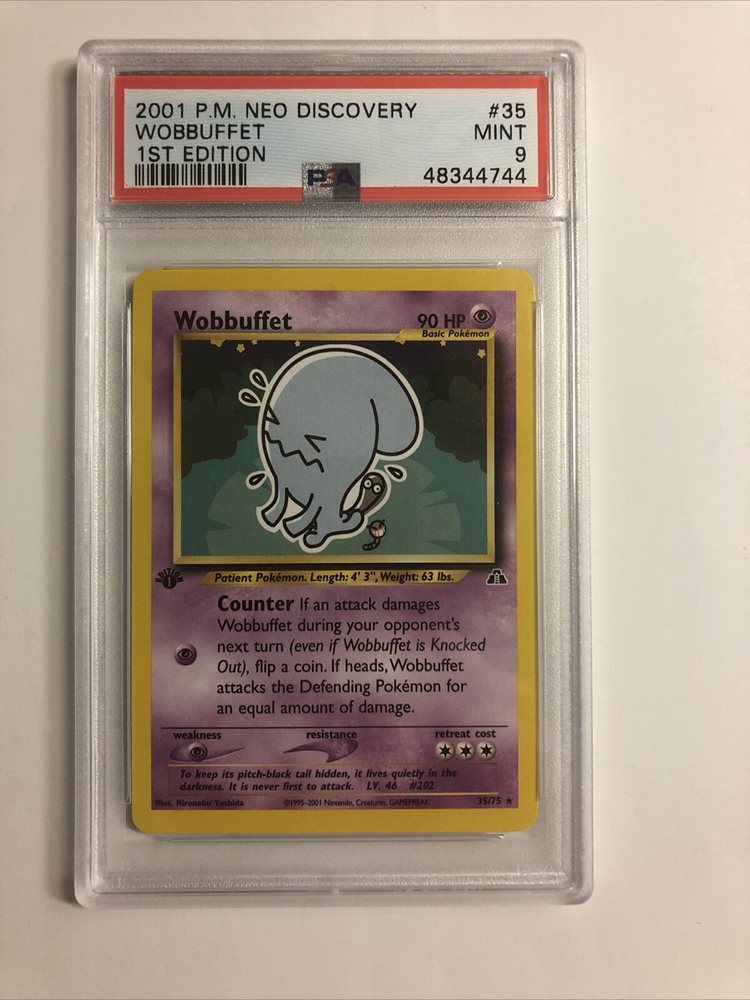 2001 P.M. NEO DISCOVERY #35
WOBBUFFET MINT
1ST EDITION 9
PSA 48344744
Wobbuffet 90 HP
Basic Pokémon
EDITION
1
Patient Pokémon. Length: 4' 3", Weight: 63 lbs.
Counter If an attack damages
Wobbuffet during your opponent's
next turn (even if Wobbuffet is Knocked
Out), flip a coin. If heads, Wobbuffet
attacks the Defending Pokémon for
an equal amount of damage.
weakness resistance retreat cost
To keep its pitch-black tail hidden, it lives quietly in the
darkness. It is never first to attack. LV. 46 #202
Illus. Hironobu Yoshida ©1995-2001 Nintendo, Creatures, GAMEFREAK. 35/75 ★